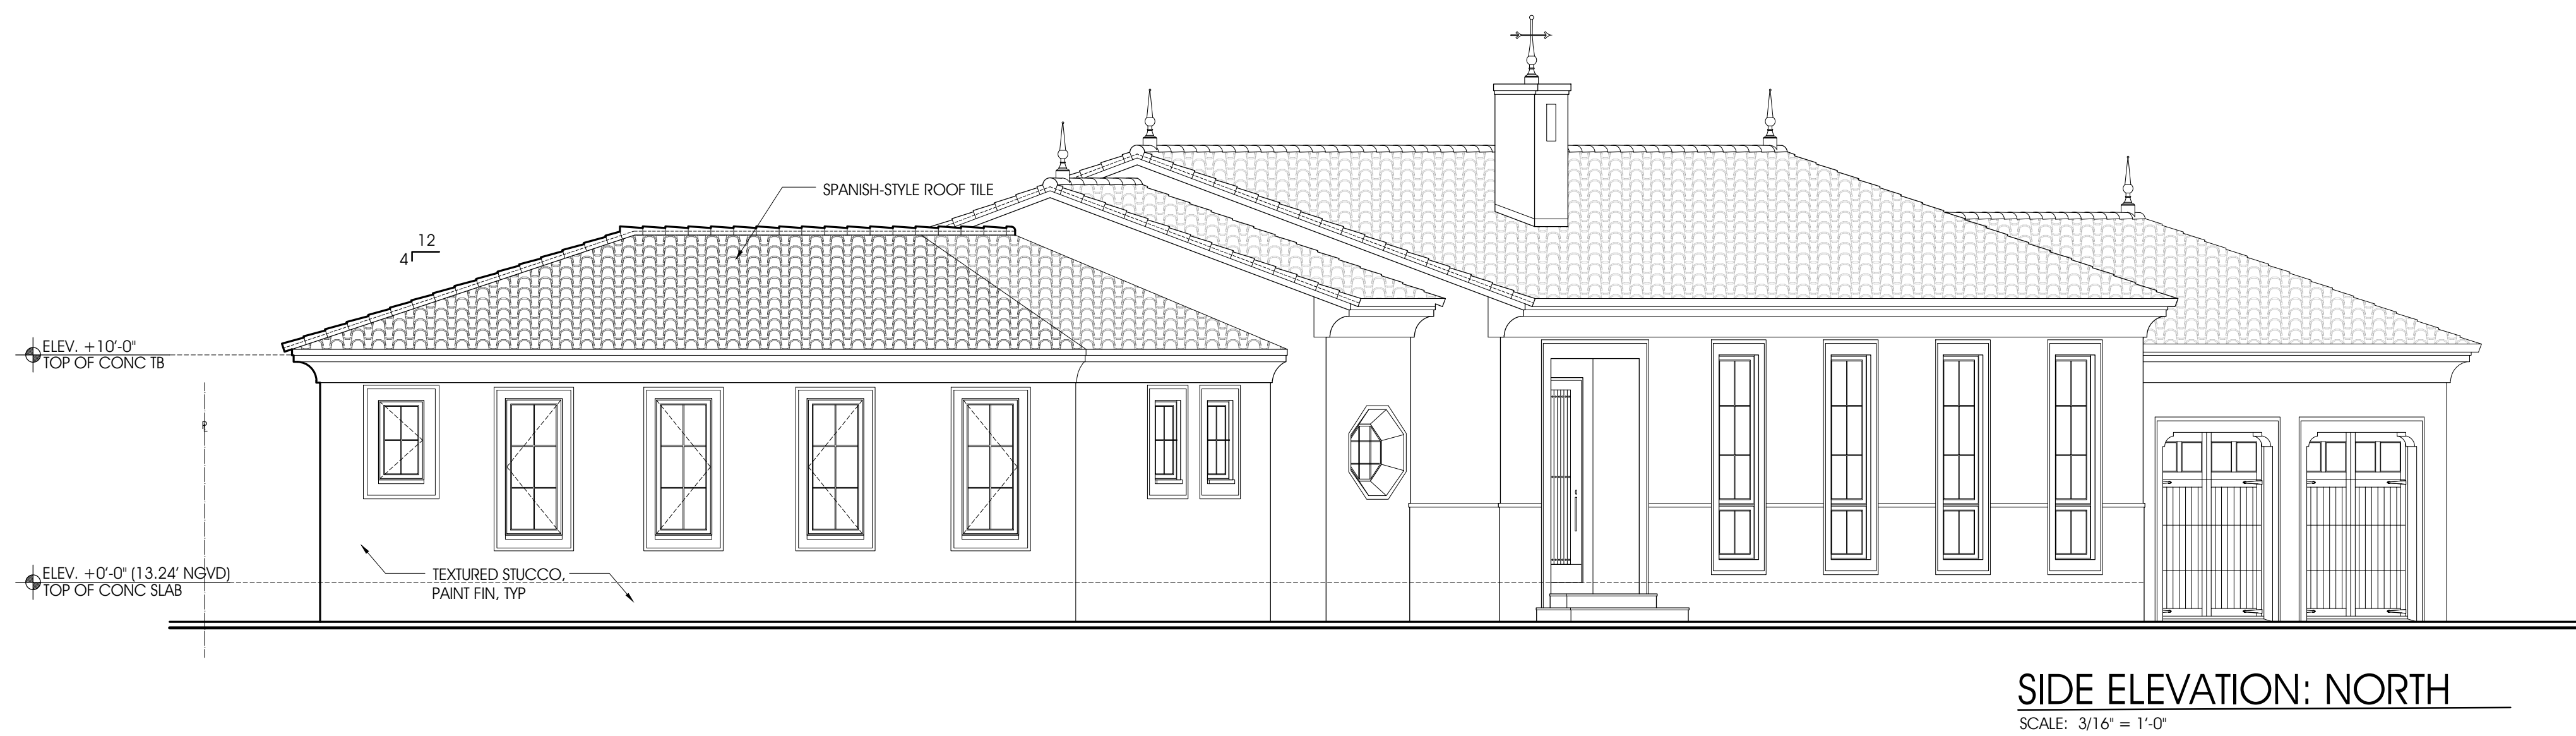 SPANISH-STYLE ROOF TILE
12
4
ELEV. +10'-0"
TOP OF CONC TB
PL
ELEV. +0'-0" (13.24' NGVD)
TOP OF CONC SLAB
TEXTURED STUCCO,
PAINT FIN, TYP
SIDE ELEVATION: NORTH
SCALE: 3/16" = 1'-0"